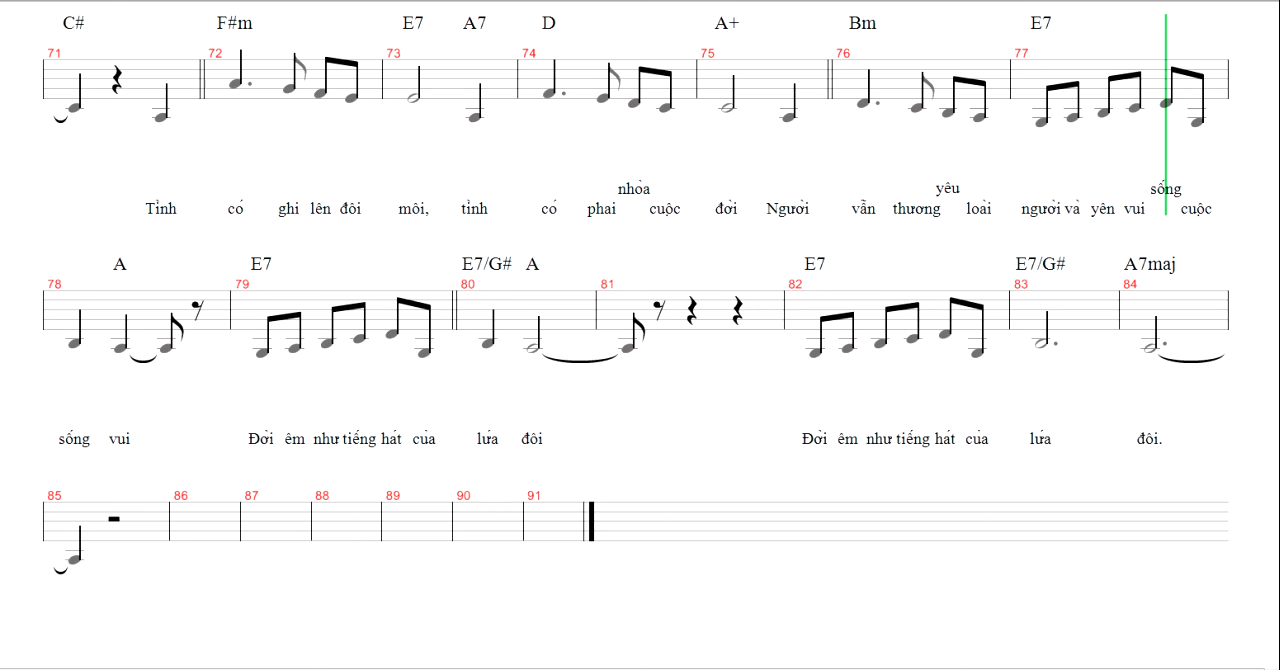 C# F#m E7 A7 D A+ Bm E7
71 72 73 74 75 76 77
nhòa yêu sống
Tình có ghi lên đôi môi, tình có phai cuộc đời Người vẫn thương loài người và yên vui cuộc
A E7 E7/G# A E7 E7/G# A7maj
78 79 80 81 82 83 84
sống vui Đời êm như tiếng hát của lứa đôi Đời êm như tiếng hát của lứa đôi.
85 86 87 88 89 90 91